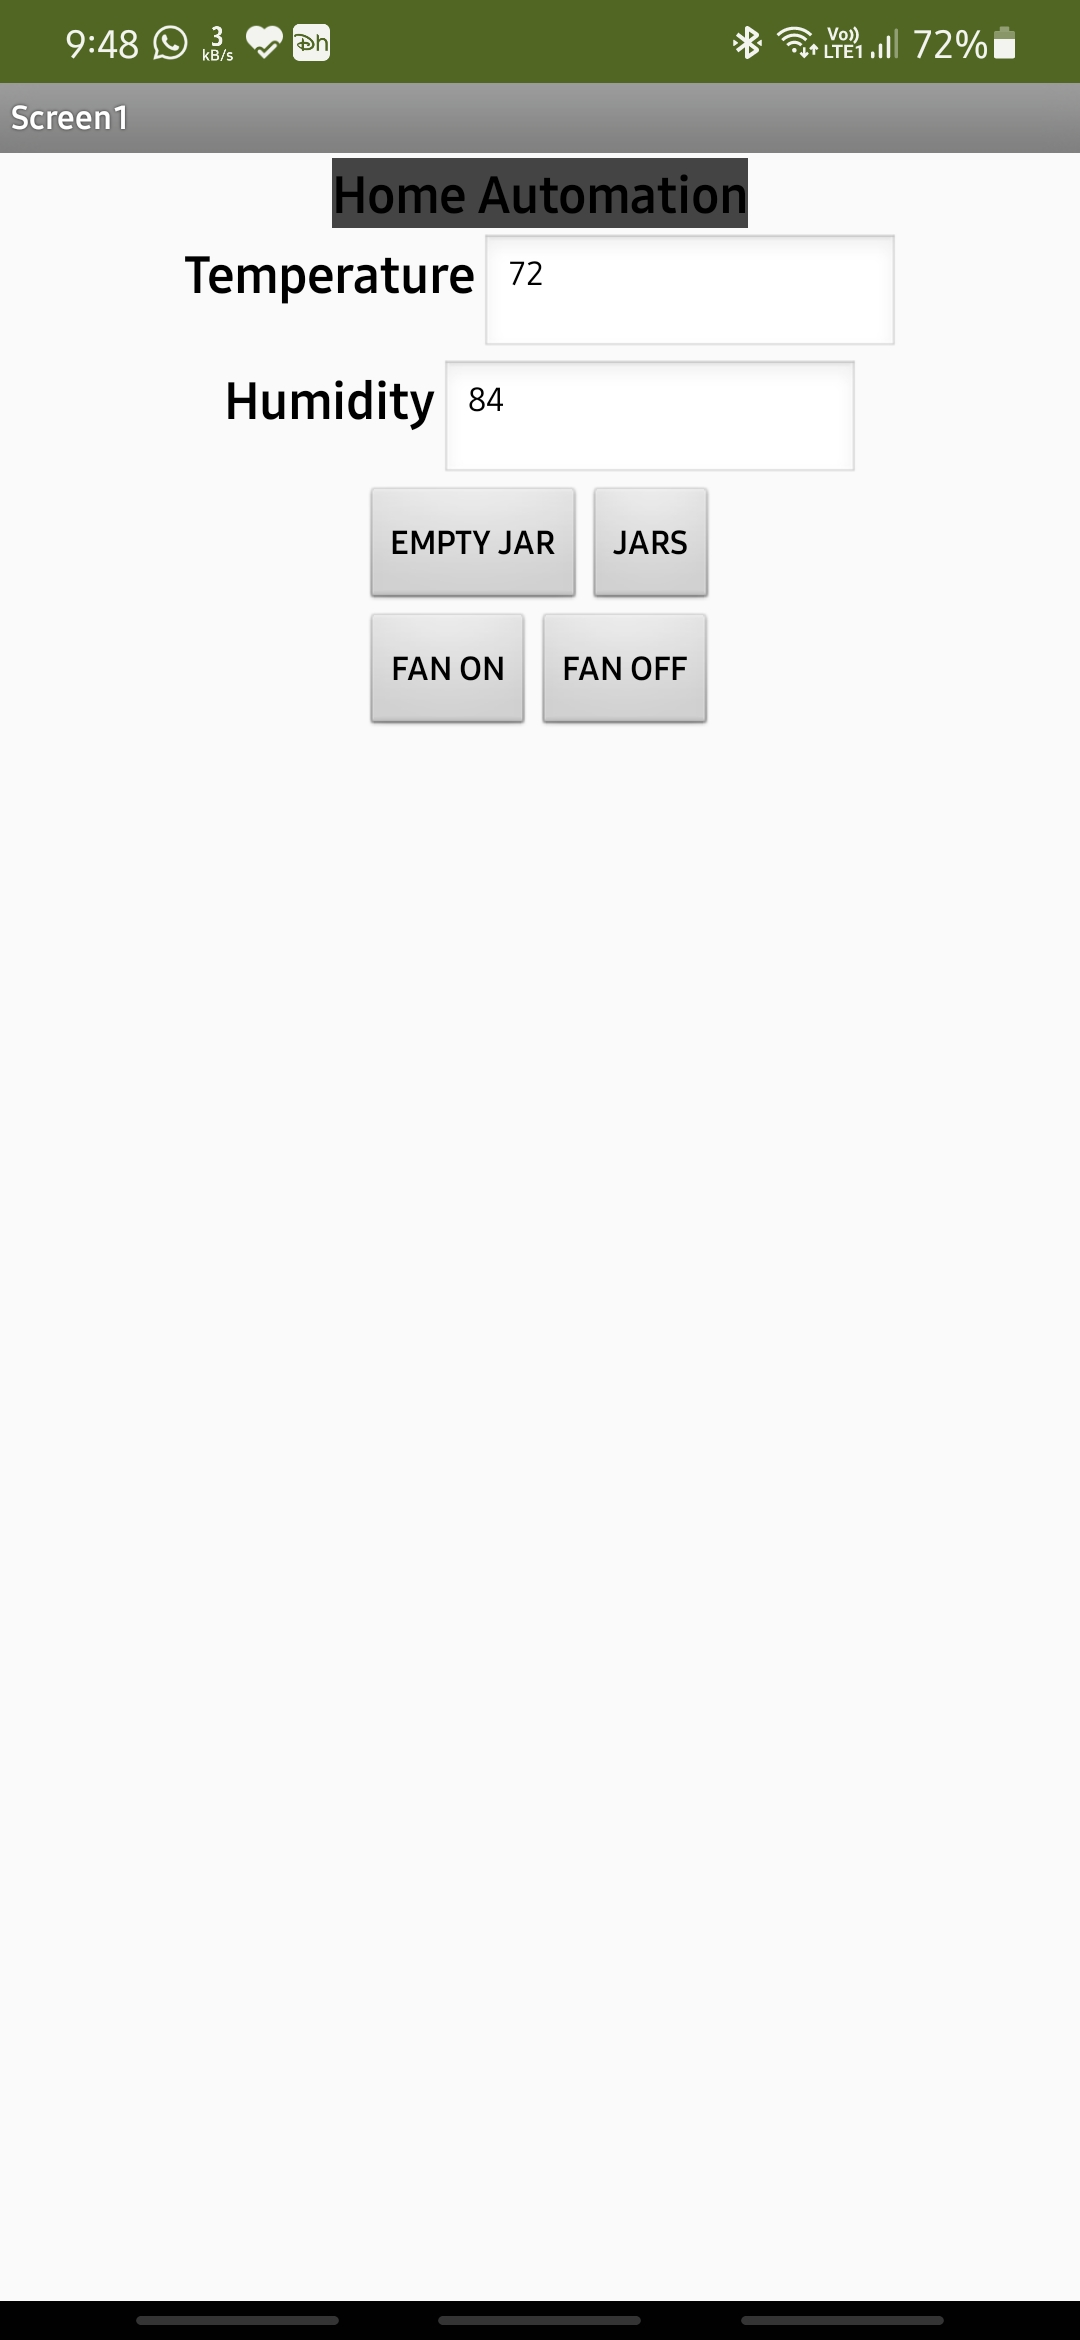 9:48 3 kB/s Dh Vo)) LTE1 72%
Screen1
Home Automation
Temperature 72
Humidity 84
EMPTY JAR JARS
FAN ON FAN OFF